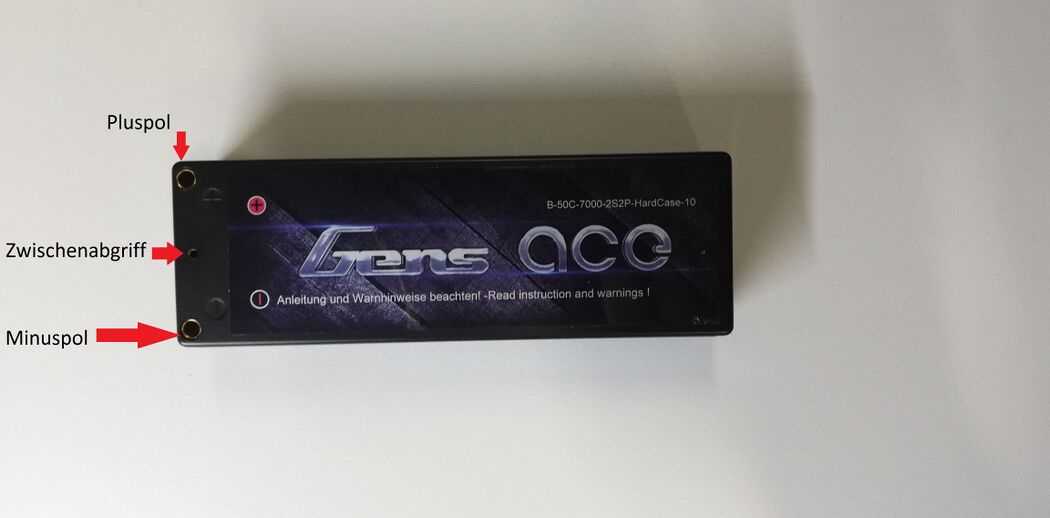 Pluspol
B-50C-7000-2S2P-HardCase-10
Zwischenabgriff
Gens ace
Anleitung und Warnhinweise beachten! -Read instruction and warnings !
Minuspol